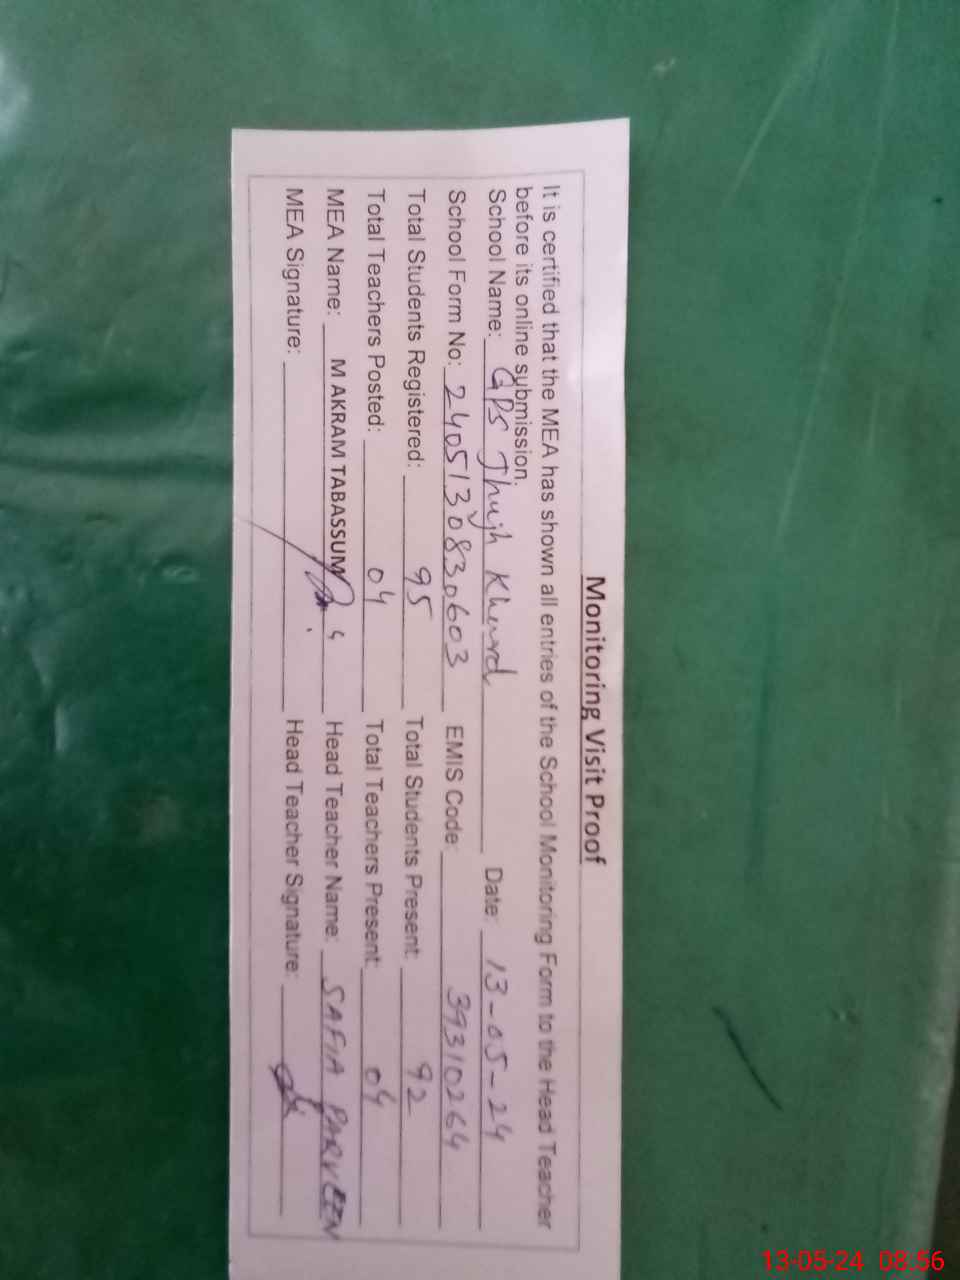 Monitoring Visit Proof
It is certified that the MEA has shown all entries of the School Monitoring Form to the Head Teacher
before its online submission.
School Name: GPS Jhujh Khurd Date: 13-05-24
School Form No: 2405130830603 EMIS Code: 39310264
Total Students Registered: 95 Total Students Present: 92
Total Teachers Posted: 04 Total Teachers Present: 04
MEA Name: M AKRAM TABASSUM Head Teacher Name: SAFIA PARVEEN
MEA Signature: Head Teacher Signature:
13-05-24 08:56